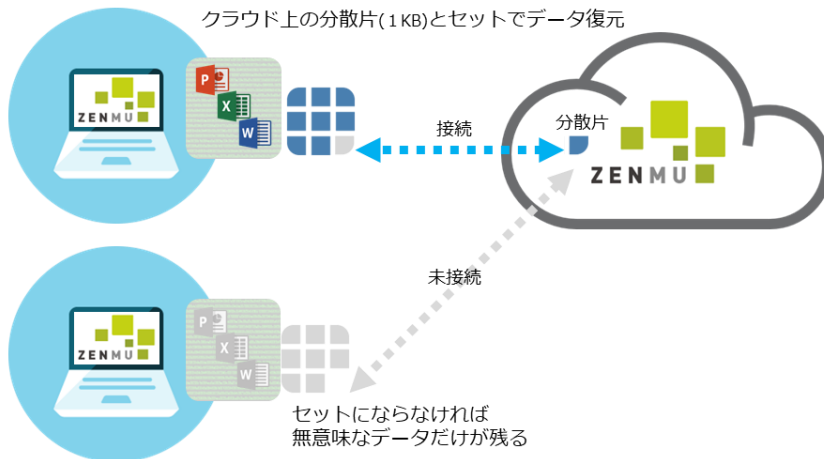 クラウド上の分散片(1KB)とセットでデータ復元
ZENMU
P
X
W
接続
分散片
ZENMU
未接続
ZENMU
P
X
W
セットにならなければ
無意味なデータだけが残る